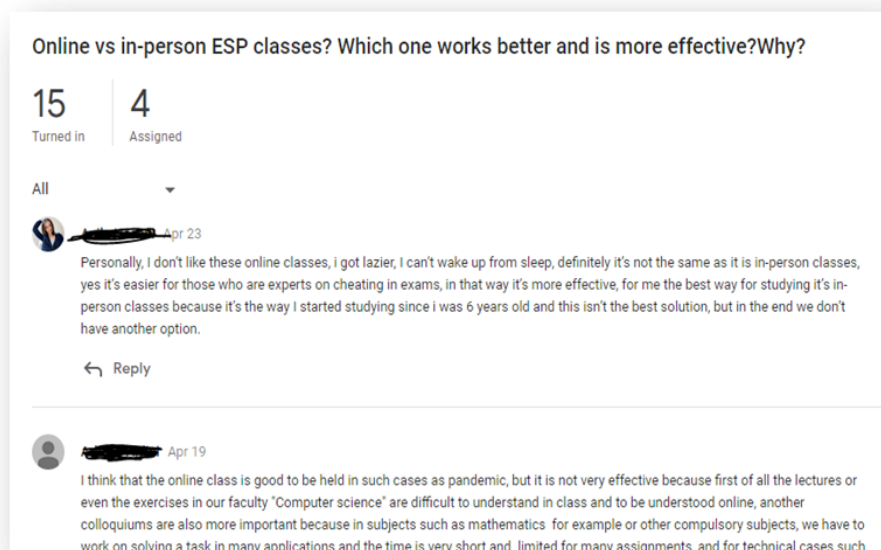 Online vs in-person ESP classes? Which one works better and is more effective?Why?
15
4
Turned in
Assigned
All
Apr 23
Personally, I don't like these online classes, i got lazier, I can't wake up from sleep, definitely it's not the same as it is in-person classes,
yes it's easier for those who are experts on cheating in exams, in that way it's more effective, for me the best way for studying it's in-
person classes because it's the way I started studying since i was 6 years old and this isn't the best solution, but in the end we don't
have another option.
Reply
Apr 19
I think that the online class is good to be held in such cases as pandemic, but it is not very effective because first of all the lectures or
even the exercises in our faculty "Computer science" are difficult to understand in class and to be understood online, another
colloquiums are also more important because in subjects such as mathematics for example or other compulsory subjects, we have to
work on solving a task in many applications and the time is very short and limited for many assignments, and for technical cases such